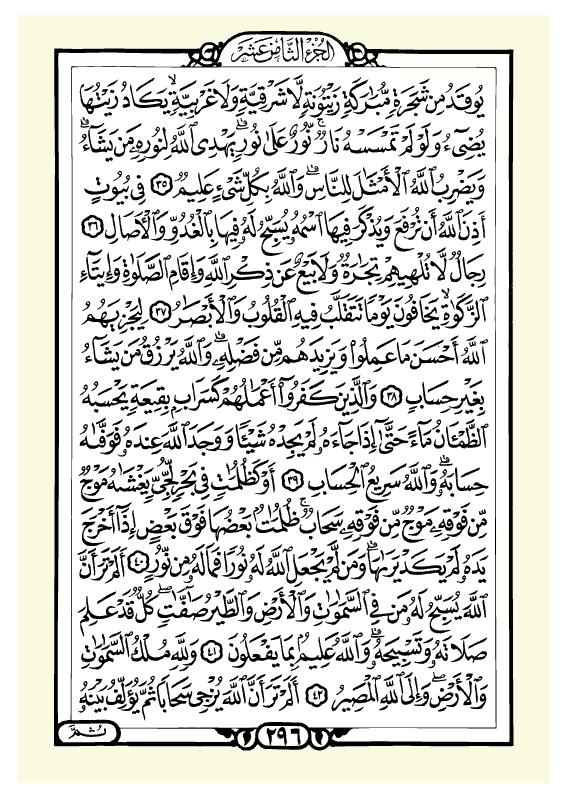 الجُزْءُ الثَّامِنَ عَشَرَ
يُوقَدُ مِن شَجَرَةٍ مُّبَٰرَكَةٍ زَيْتُونَةٍ لَّا شَرْقِيَّةٍ وَلَا غَرْبِيَّةٍ يَكَادُ زَيْتُهَا
يُضِىٓءُ وَلَوْ لَمْ تَمْسَسْهُ نَارٌ ۚ نُّورٌ عَلَىٰ نُورٍ ۗ يَهْدِى ٱللَّهُ لِنُورِهِۦ مَن يَشَآءُ ۚ
وَيَضْرِبُ ٱللَّهُ ٱلْأَمْثَٰلَ لِلنَّاسِ ۗ وَٱللَّهُ بِكُلِّ شَىْءٍ عَلِيمٌ ٣٥ فِى بُيُوتٍ
أَذِنَ ٱللَّهُ أَن تُرْفَعَ وَيُذْكَرَ فِيهَا ٱسْمُهُۥ يُسَبِّحُ لَهُۥ فِيهَا بِٱلْغُدُوِّ وَٱلْأٓصَالِ ٣٦
رِجَالٌ لَّا تُلْهِيهِمْ تِجَٰرَةٌ وَلَا بَيْعٌ عَن ذِكْرِ ٱللَّهِ وَإِقَامِ ٱلصَّلَوٰةِ وَإِيتَآءِ
ٱلزَّكَوٰةِ ۙ يَخَافُونَ يَوْمًا تَتَقَلَّبُ فِيهِ ٱلْقُلُوبُ وَٱلْأَبْصَٰرُ ٣٧ لِيَجْزِيَهُمُ
ٱللَّهُ أَحْسَنَ مَا عَمِلُوا۟ وَيَزِيدَهُم مِّن فَضْلِهِۦ ۗ وَٱللَّهُ يَرْزُقُ مَن يَشَآءُ
بِغَيْرِ حِسَابٍ ٣٨ وَٱلَّذِينَ كَفَرُوٓا۟ أَعْمَٰلُهُمْ كَسَرَابٍۭ بِقِيعَةٍ يَحْسَبُهُ
ٱلظَّمْـَٔانُ مَآءً حَتَّىٰٓ إِذَا جَآءَهُۥ لَمْ يَجِدْهُ شَيْـًٔا وَوَجَدَ ٱللَّهَ عِندَهُۥ فَوَفَّىٰهُ
حِسَابَهُۥ ۗ وَٱللَّهُ سَرِيعُ ٱلْحِسَابِ ٣٩ أَوْ كَظُلُمَٰتٍ فِى بَحْرٍ لُّجِّىٍّ يَغْشَىٰهُ مَوْجٌ
مِّن فَوْقِهِۦ مَوْجٌ مِّن فَوْقِهِۦ سَحَابٌ ۚ ظُلُمَٰتٌۢ بَعْضُهَا فَوْقَ بَعْضٍ إِذَآ أَخْرَجَ
يَدَهُۥ لَمْ يَكَدْ يَرَىٰهَا ۗ وَمَن لَّمْ يَجْعَلِ ٱللَّهُ لَهُۥ نُورًا فَمَا لَهُۥ مِن نُّورٍ ٤٠ أَلَمْ تَرَ أَنَّ
ٱللَّهَ يُسَبِّحُ لَهُۥ مَن فِى ٱلسَّمَٰوَٰتِ وَٱلْأَرْضِ وَٱلطَّيْرُ صَٰٓفَّٰتٍ ۖ كُلٌّ قَدْ عَلِمَ
صَلَاتَهُۥ وَتَسْبِيحَهُۥ ۗ وَٱللَّهُ عَلِيمٌۢ بِمَا يَفْعَلُونَ ٤١ وَلِلَّهِ مُلْكُ ٱلسَّمَٰوَٰتِ
وَٱلْأَرْضِ ۖ وَإِلَى ٱللَّهِ ٱلْمَصِيرُ ٤٢ أَلَمْ تَرَ أَنَّ ٱللَّهَ يُزْجِى سَحَابًا ثُمَّ يُؤَلِّفُ بَيْنَهُۥ
٢٩٦
ثُمَّ